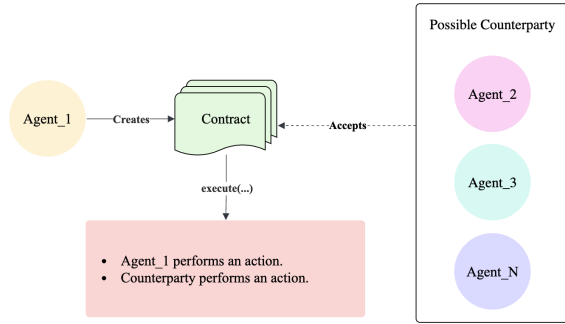 Possible Counterparty
Agent_1
Creates
Contract
Accepts
Agent_2
Agent_3
Agent_N
execute(...)
• Agent_1 performs an action.
• Counterparty performs an action.